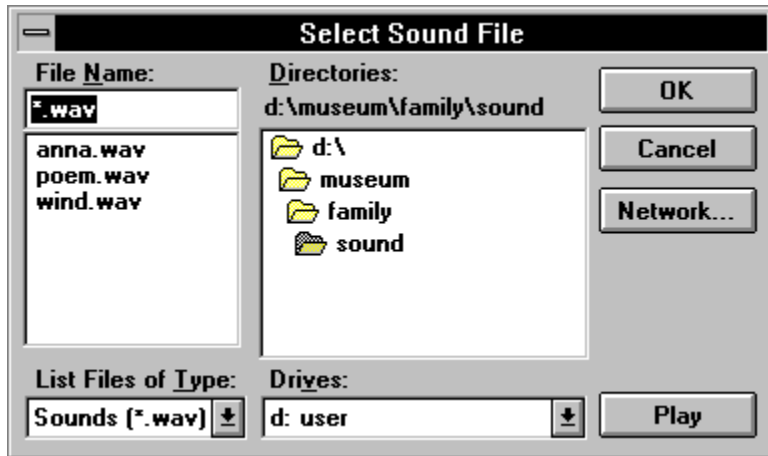 Select Sound File
File Name:
*.wav
anna.wav
poem.wav
wind.wav
List Files of Type:
Sounds (*.wav)
Directories:
d:\museum\family\sound
d:\
museum
family
sound
Drives:
d: user
OK
Cancel
Network...
Play